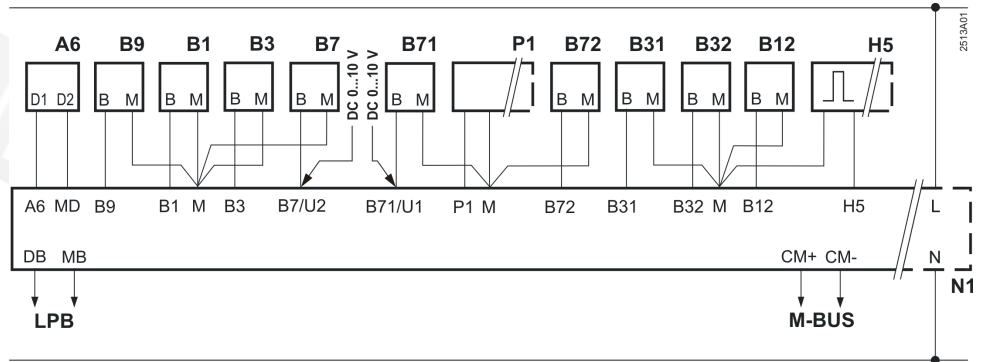 2513A01
A6 B9 B1 B3 B7 B71 P1 B72 B31 B32 B12 H5
DC 0...10 V
DC 0...10 V
D1 D2 B M B M B M B M B M B M B M B M B M
A6 MD B9 B1 M B3 B7/U2 B71/U1 P1 M B72 B31 B32 M B12 H5 L
DB MB CM+ CM- N
N1
LPB M-BUS